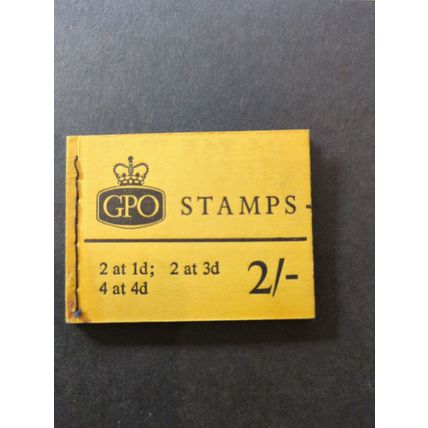 GPO STAMPS
2 at 1d; 2 at 3d
4 at 4d 2/-